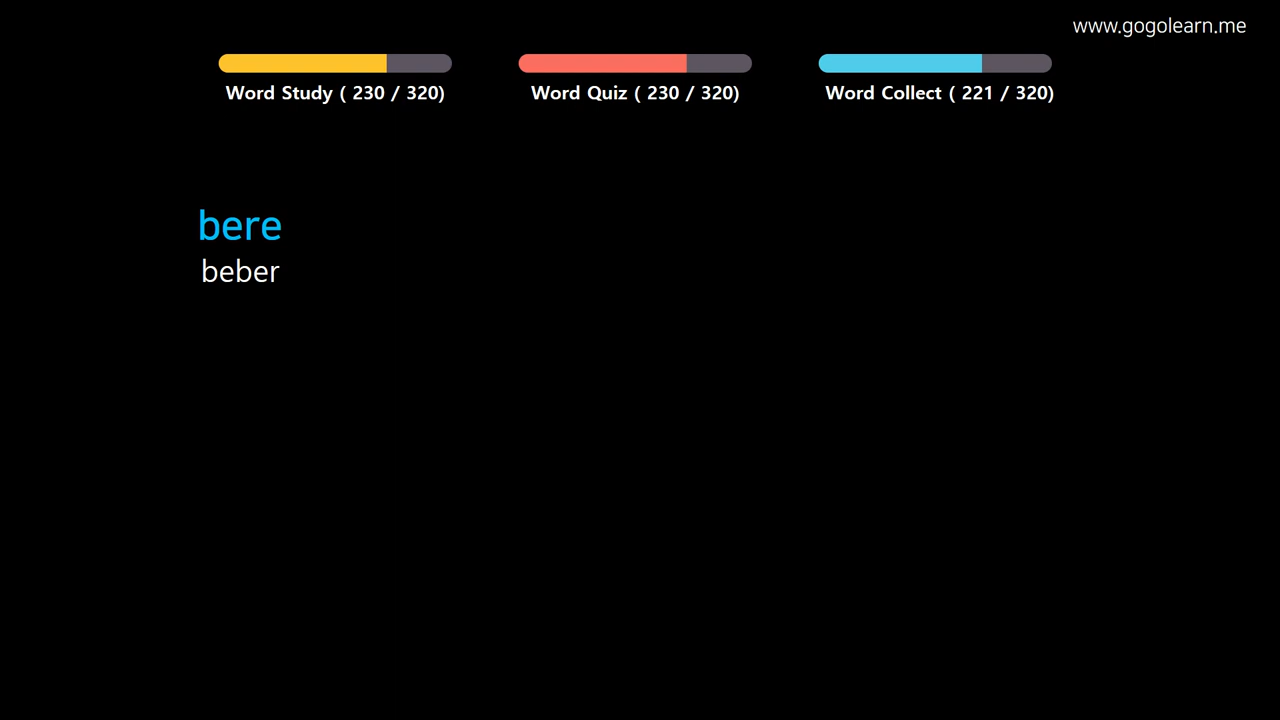 www.gogolearn.me
Word Study ( 230 / 320)
Word Quiz ( 230 / 320)
Word Collect ( 221 / 320)
bere
beber